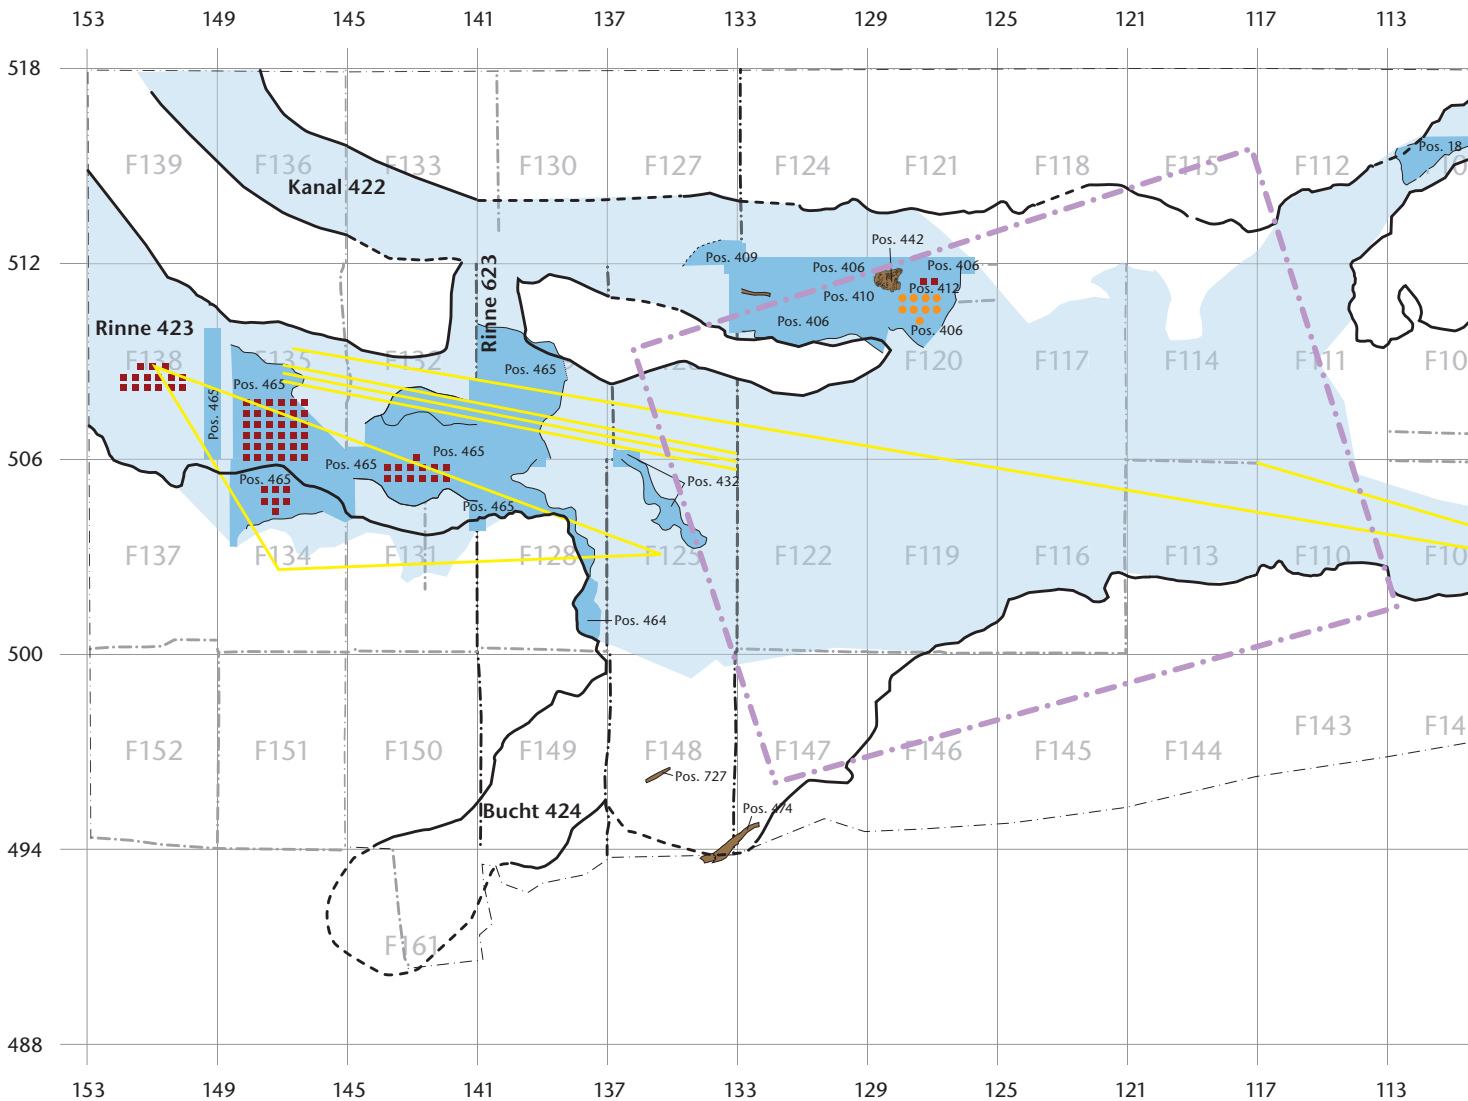 153 149 145 141 137 133 129 125 121 117 113
518
F139 F136 F133 F130 F127 F124 F121 F118 F115 F112
Pos. 18
Kanal 422
Pos. 442
512
Pos. 409 Pos. 406 Pos. 406
Rinne 623
Pos. 410 Pos. 412
Rinne 423
Pos. 406 Pos. 406
F138 F135 F132 F120 F117 F114 F111 F10
Pos. 465 Pos. 465
Pos. 465
506
Pos. 465 Pos. 465
Pos. 465 Pos. 432
Pos. 465
F137 F134 F131 F128 F125 F122 F119 F116 F113 F110 F10
Pos. 464
500
F152 F151 F150 F149 F148 F147 F146 F145 F144 F143 F14
Pos. 727
Bucht 424 Pos. 474
494
F161
488
153 149 145 141 137 133 129 125 121 117 113